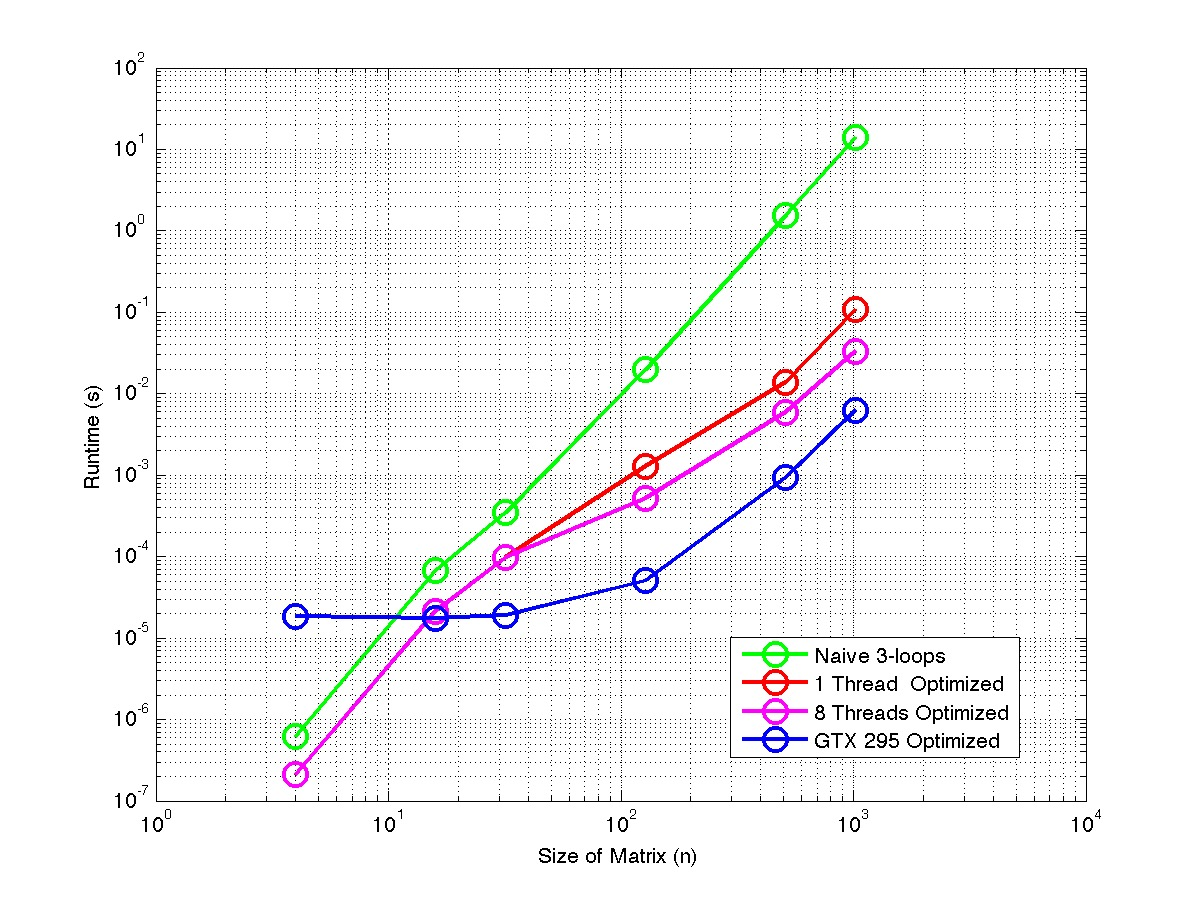 10^2
10^1
10^0
10^-1
10^-2
10^-3
10^-4
10^-5
10^-6
10^-7
Runtime (s)
Naive 3-loops
1 Thread  Optimized
8 Threads Optimized
GTX 295 Optimized
10^0 10^1 10^2 10^3 10^4
Size of Matrix (n)